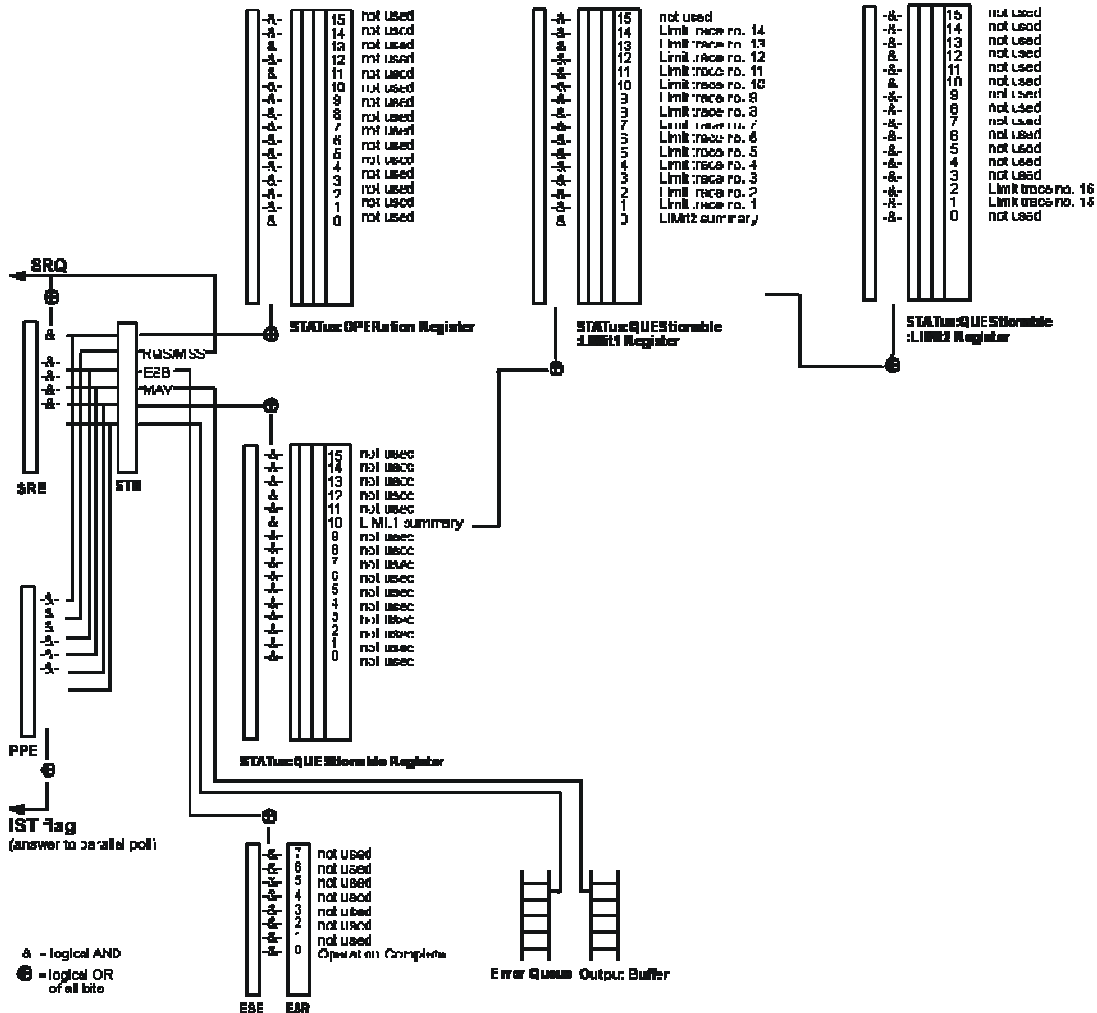 15 not used
14 not used
13 not used
12 not used
11 not used
10 not used
9 not used
8 not used
7 not used
6 not used
5 not used
4 not used
3 not used
2 not used
1 not used
0 not used
STATus:OPERation Register
15 not used
14 Limit trace no. 14
13 Limit trace no. 13
12 Limit trace no. 12
11 Limit trace no. 11
10 Limit trace no. 10
9 Limit trace no. 9
8 Limit trace no. 8
7 Limit trace no. 7
6 Limit trace no. 6
5 Limit trace no. 5
4 Limit trace no. 4
3 Limit trace no. 3
2 Limit trace no. 2
1 Limit trace no. 1
0 LIMit2 summary
STATus:QUEStionable
:LIMit1 Register
15 not used
14 not used
13 not used
12 not used
11 not used
10 not used
9 not used
8 not used
7 not used
6 not used
5 not used
4 not used
3 not used
2 Limit trace no. 16
1 Limit trace no. 15
0 not used
STATus:QUEStionable
:LIMit2 Register
SRQ
RQS/MSS
ESB
MAV
SRE
STB
15 not used
14 not used
13 not used
12 not used
11 not used
10 LIMit1 summary
9 not used
8 not used
7 not used
6 not used
5 not used
4 not used
3 not used
2 not used
1 not used
0 not used
STATus:QUEStionable Register
PPE
IST flag
(answer to parallel poll)
7 not used
6 not used
5 not used
4 not used
3 not used
2 not used
1 not used
0 Operation Complete
ESE
ESR
Error Queue
Output Buffer
& = logical AND
= logical OR
of all bits